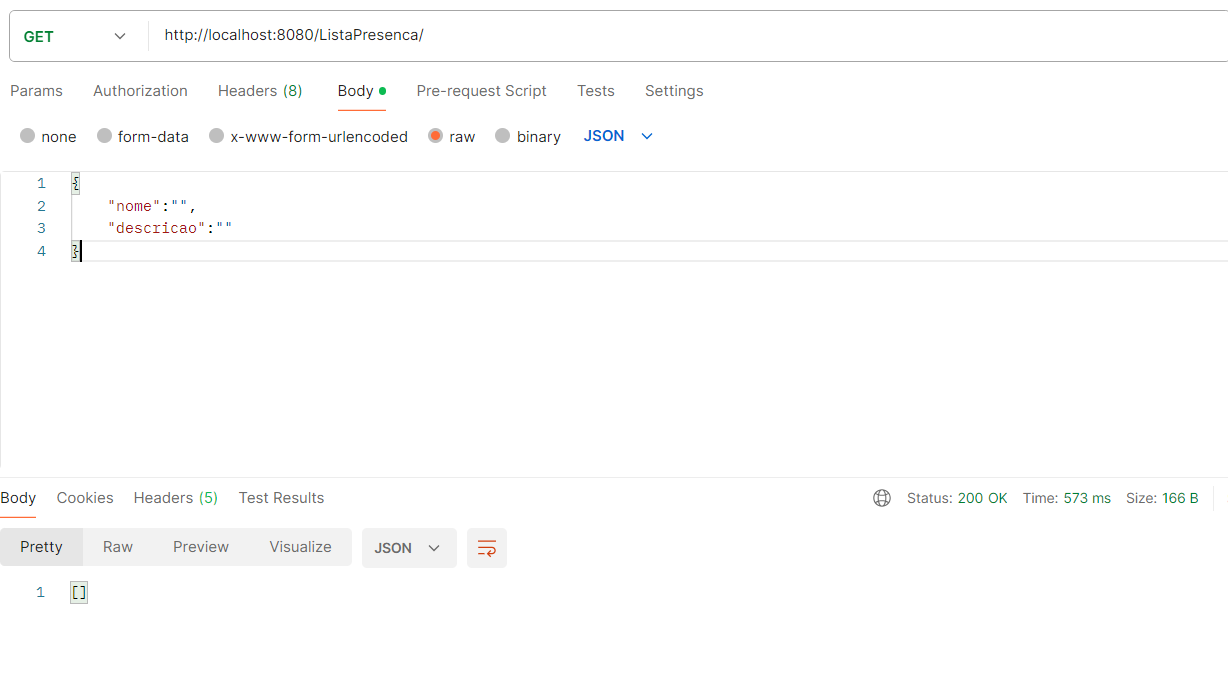 GET http://localhost:8080/ListaPresenca/
Params Authorization Headers (8) Body Pre-request Script Tests Settings
none form-data x-www-form-urlencoded raw binary JSON
1 {
2 "nome":"",
3 "descricao":""
4 }
Body Cookies Headers (5) Test Results Status: 200 OK Time: 573 ms Size: 166 B
Pretty Raw Preview Visualize JSON
1 []